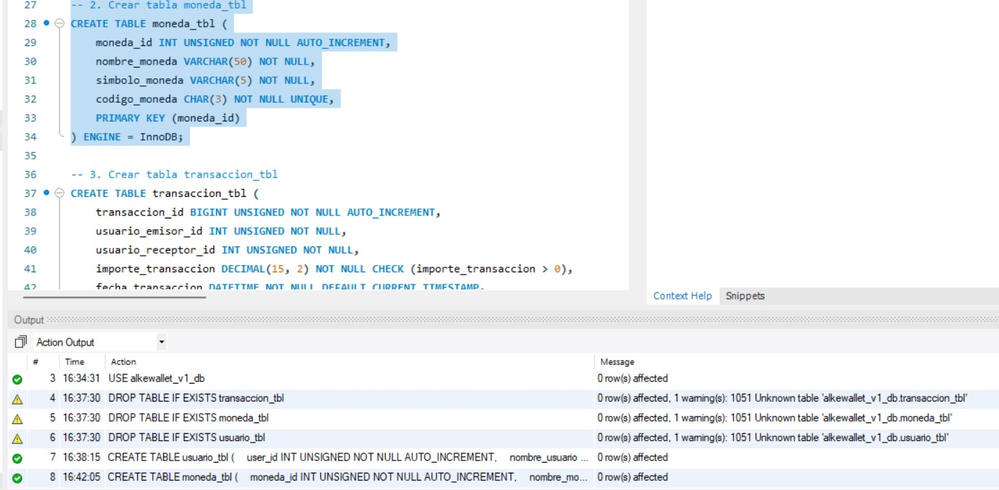 27 -- 2. Crear tabla moneda_tbl
28 CREATE TABLE moneda_tbl (
29 moneda_id INT UNSIGNED NOT NULL AUTO_INCREMENT,
30 nombre_moneda VARCHAR(50) NOT NULL,
31 simbolo_moneda VARCHAR(5) NOT NULL,
32 codigo_moneda CHAR(3) NOT NULL UNIQUE,
33 PRIMARY KEY (moneda_id)
34 ) ENGINE = InnoDB;
35
36 -- 3. Crear tabla transaccion_tbl
37 CREATE TABLE transaccion_tbl (
38 transaccion_id BIGINT UNSIGNED NOT NULL AUTO_INCREMENT,
39 usuario_emisor_id INT UNSIGNED NOT NULL,
40 usuario_receptor_id INT UNSIGNED NOT NULL,
41 importe_transaccion DECIMAL(15, 2) NOT NULL CHECK (importe_transaccion > 0),
42 fecha_transaccion DATETIME NOT NULL DEFAULT CURRENT_TIMESTAMP,
Context Help Snippets
Output
Action Output
# Time Action Message
3 16:34:31 USE alkewallet_v1_db 0 row(s) affected
4 16:37:30 DROP TABLE IF EXISTS transaccion_tbl 0 row(s) affected, 1 warning(s): 1051 Unknown table 'alkewallet_v1_db.transaccion_tbl'
5 16:37:30 DROP TABLE IF EXISTS moneda_tbl 0 row(s) affected, 1 warning(s): 1051 Unknown table 'alkewallet_v1_db.moneda_tbl'
6 16:37:30 DROP TABLE IF EXISTS usuario_tbl 0 row(s) affected, 1 warning(s): 1051 Unknown table 'alkewallet_v1_db.usuario_tbl'
7 16:38:15 CREATE TABLE usuario_tbl ( user_id INT UNSIGNED NOT NULL AUTO_INCREMENT, nombre_usuario ... 0 row(s) affected
8 16:42:05 CREATE TABLE moneda_tbl ( moneda_id INT UNSIGNED NOT NULL AUTO_INCREMENT, nombre_mo... 0 row(s) affected